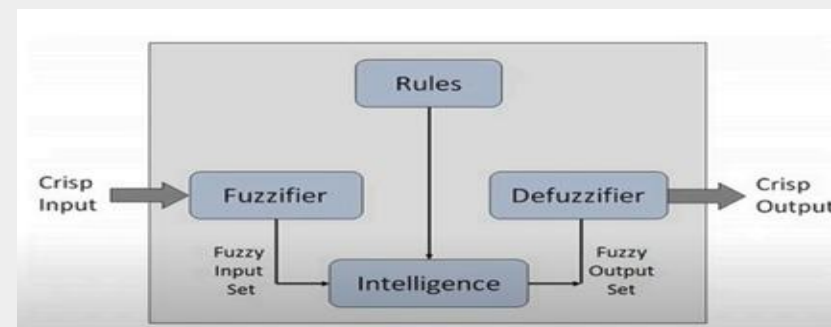 Rules
Crisp
Input
Fuzzifier
Defuzzifier
Crisp
Output
Fuzzy
Input
Set
Intelligence
Fuzzy
Output
Set